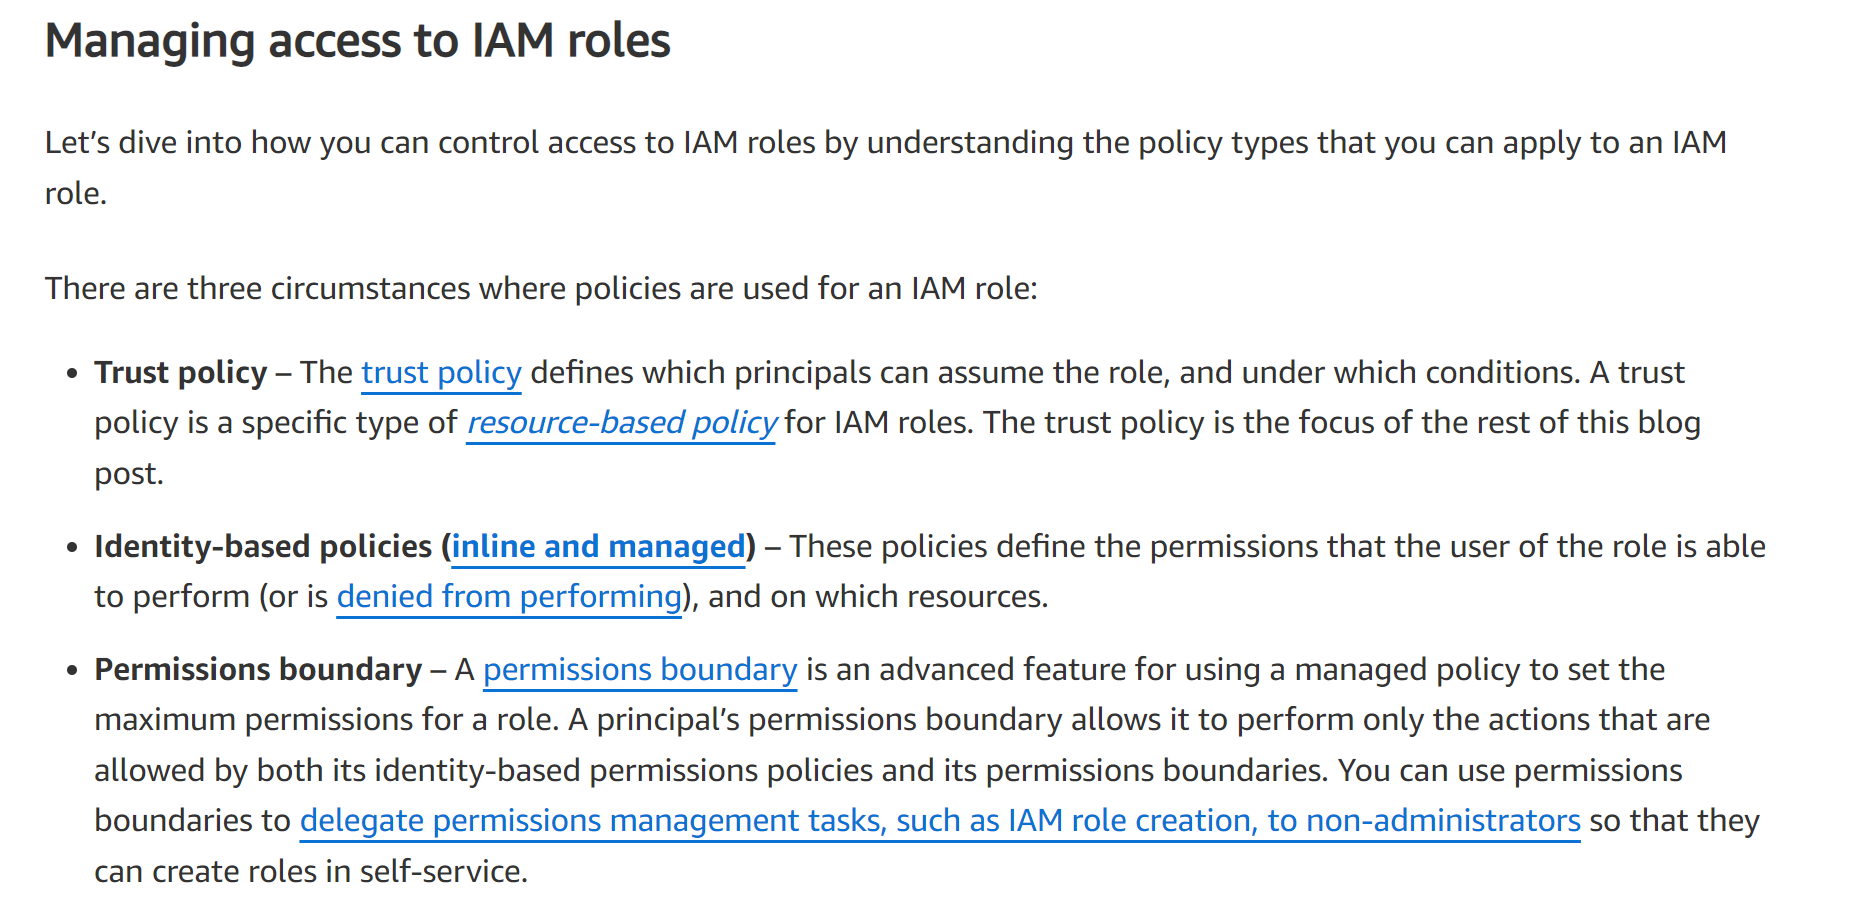 Managing access to IAM roles
Let’s dive into how you can control access to IAM roles by understanding the policy types that you can apply to an IAM
role.
There are three circumstances where policies are used for an IAM role:
• Trust policy – The trust policy defines which principals can assume the role, and under which conditions. A trust
policy is a specific type of resource-based policy for IAM roles. The trust policy is the focus of the rest of this blog
post.
• Identity-based policies (inline and managed) – These policies define the permissions that the user of the role is able
to perform (or is denied from performing), and on which resources.
• Permissions boundary – A permissions boundary is an advanced feature for using a managed policy to set the
maximum permissions for a role. A principal’s permissions boundary allows it to perform only the actions that are
allowed by both its identity-based permissions policies and its permissions boundaries. You can use permissions
boundaries to delegate permissions management tasks, such as IAM role creation, to non-administrators so that they
can create roles in self-service.